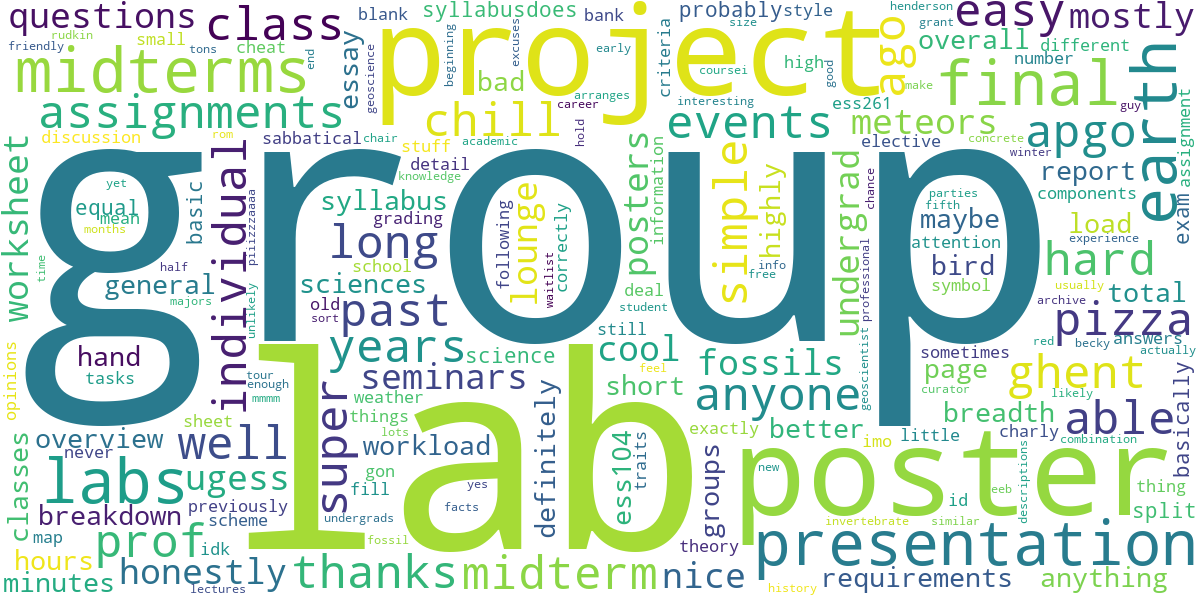 questions
class
blank
syllabusdoes
bank
probablystyle
henderson
easy
mostly
rudkin
small
tons
friendly
cheat
end
essay
geoscience
beginning
excuses
project
early
criteria
size
grant
high
good
ago
overall
different
number
midterms
bad
arranges
career
interesting
coursei
ess261
make
final
guy
earth
assignments
chill
hold
events
meteors
apgo
assignment
discussion
rom
sabbatical
chair
academic
stuff
detail
knowledge
elective
concrete
winter
exam
worksheet
group
yet
equal
mean
months
basic
individual
piiizzzaaaa
syllabus
grading
lounge
following
waitlist
correctly
posters
information
simple
highly
undergrad
chance
professional
parties
fifth
maybe
attention
bird
symbol
report
components
load
experience
hard
total
time
half
general
majors
unlikely
long
school
sciences
old
sort
past
deal
student
info
free
still
geoscientist
archive
usually
pizza
red
becky
answers
actually
hand
tasks
years
science
cool
fossils
sometimes
page
curator
ghent
likely
opinions
tour
enough
mmmm
seminars
weather
short
feel
anyone
breadth
able
basically
sheet
super
things
lots
workload
definitely
lab
ess104
traits
exactly
better
imo
little
charly
combination
classes
overview
never
well
labs
ugess
gon
fill
yes
facts
groups
poster
new
id
eeb
descriptions
thing
split
breakdown
previously
scheme
undergrads
map
prof
idk
fossil
theory
invertebrate
similar
presentation
hours
minutes
honestly
lectures
thanks
midterm
nice
history
requirements
anything